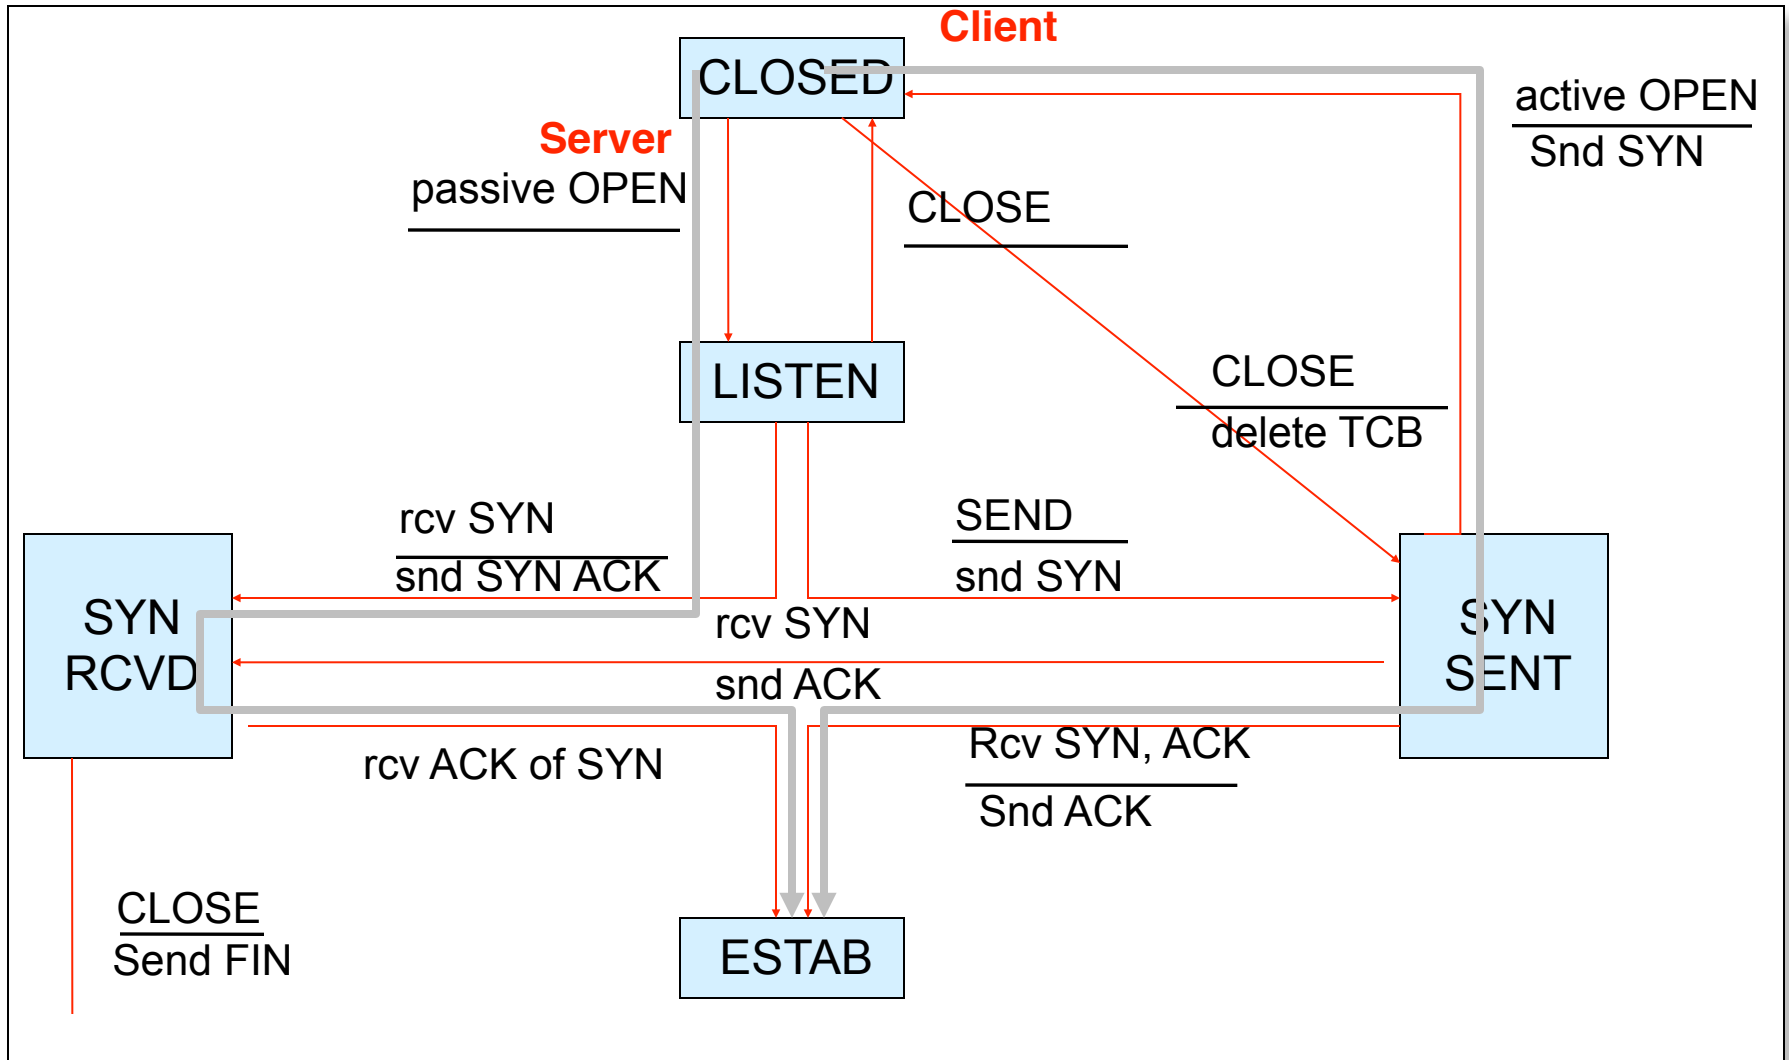 Client
CLOSED
active OPEN
Snd SYN
Server
passive OPEN
CLOSE
LISTEN
CLOSE
delete TCB
rcv SYN
snd SYN ACK
SEND
snd SYN
SYN
RCVD
rcv SYN
snd ACK
SYN
SENT
rcv ACK of SYN
Rcv SYN, ACK
Snd ACK
CLOSE
Send FIN
ESTAB